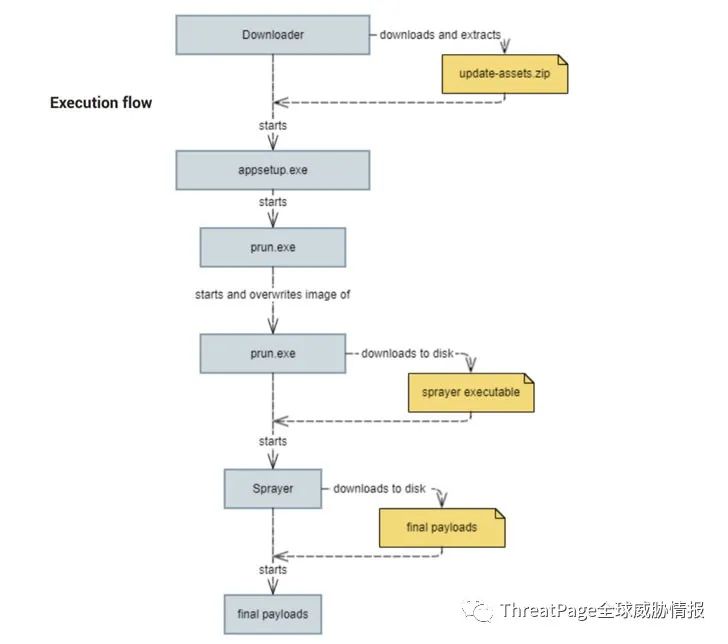 Downloader
downloads and extracts
update-assets.zip
Execution flow
starts
appsetup.exe
starts
prun.exe
starts and overwrites image of
prun.exe
downloads to disk
sprayer executable
starts
Sprayer
downloads to disk
final payloads
starts
final payloads
ThreatPage全球威胁情报